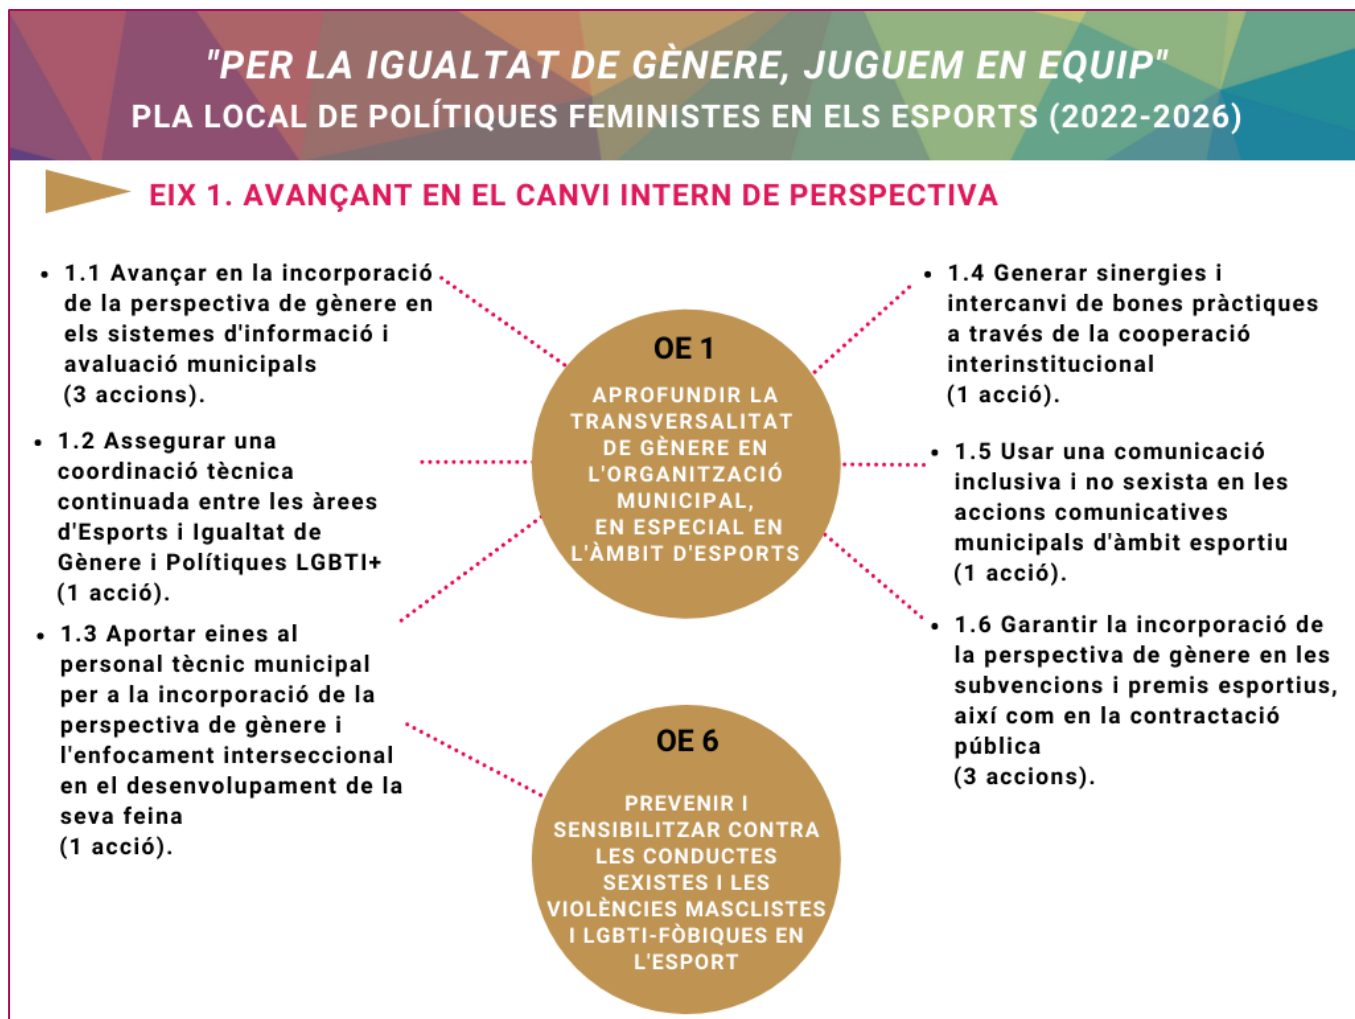 "PER LA IGUALTAT DE GÈNERE, JUGUEM EN EQUIP"
PLA LOCAL DE POLÍTIQUES FEMINISTES EN ELS ESPORTS (2022-2026)
EIX 1. AVANÇANT EN EL CANVI INTERN DE PERSPECTIVA
• 1.1 Avançar en la incorporació
de la perspectiva de gènere en
els sistemes d'informació i
avaluació municipals
(3 accions).
• 1.2 Assegurar una
coordinació tècnica
continuada entre les àrees
d'Esports i Igualtat de
Gènere i Polítiques LGBTI+
(1 acció).
• 1.3 Aportar eines al
personal tècnic municipal
per a la incorporació de la
perspectiva de gènere i
l'enfocament interseccional
en el desenvolupament de la
seva feina
(1 acció).
OE 1
APROFUNDIR LA
TRANSVERSALITAT
DE GÈNERE EN
L'ORGANITZACIÓ
MUNICIPAL,
EN ESPECIAL EN
L'ÀMBIT D'ESPORTS
OE 6
PREVENIR I
SENSIBILITZAR CONTRA
LES CONDUCTES
SEXISTES I LES
VIOLÈNCIES MASCLISTES
I LGBTI-FÒBIQUES EN
L'ESPORT
• 1.4 Generar sinergies i
intercanvi de bones pràctiques
a través de la cooperació
interinstitucional
(1 acció).
• 1.5 Usar una comunicació
inclusiva i no sexista en les
accions comunicatives
municipals d'àmbit esportiu
(1 acció).
• 1.6 Garantir la incorporació de
la perspectiva de gènere en les
subvencions i premis esportius,
així com en la contractació
pública
(3 accions).